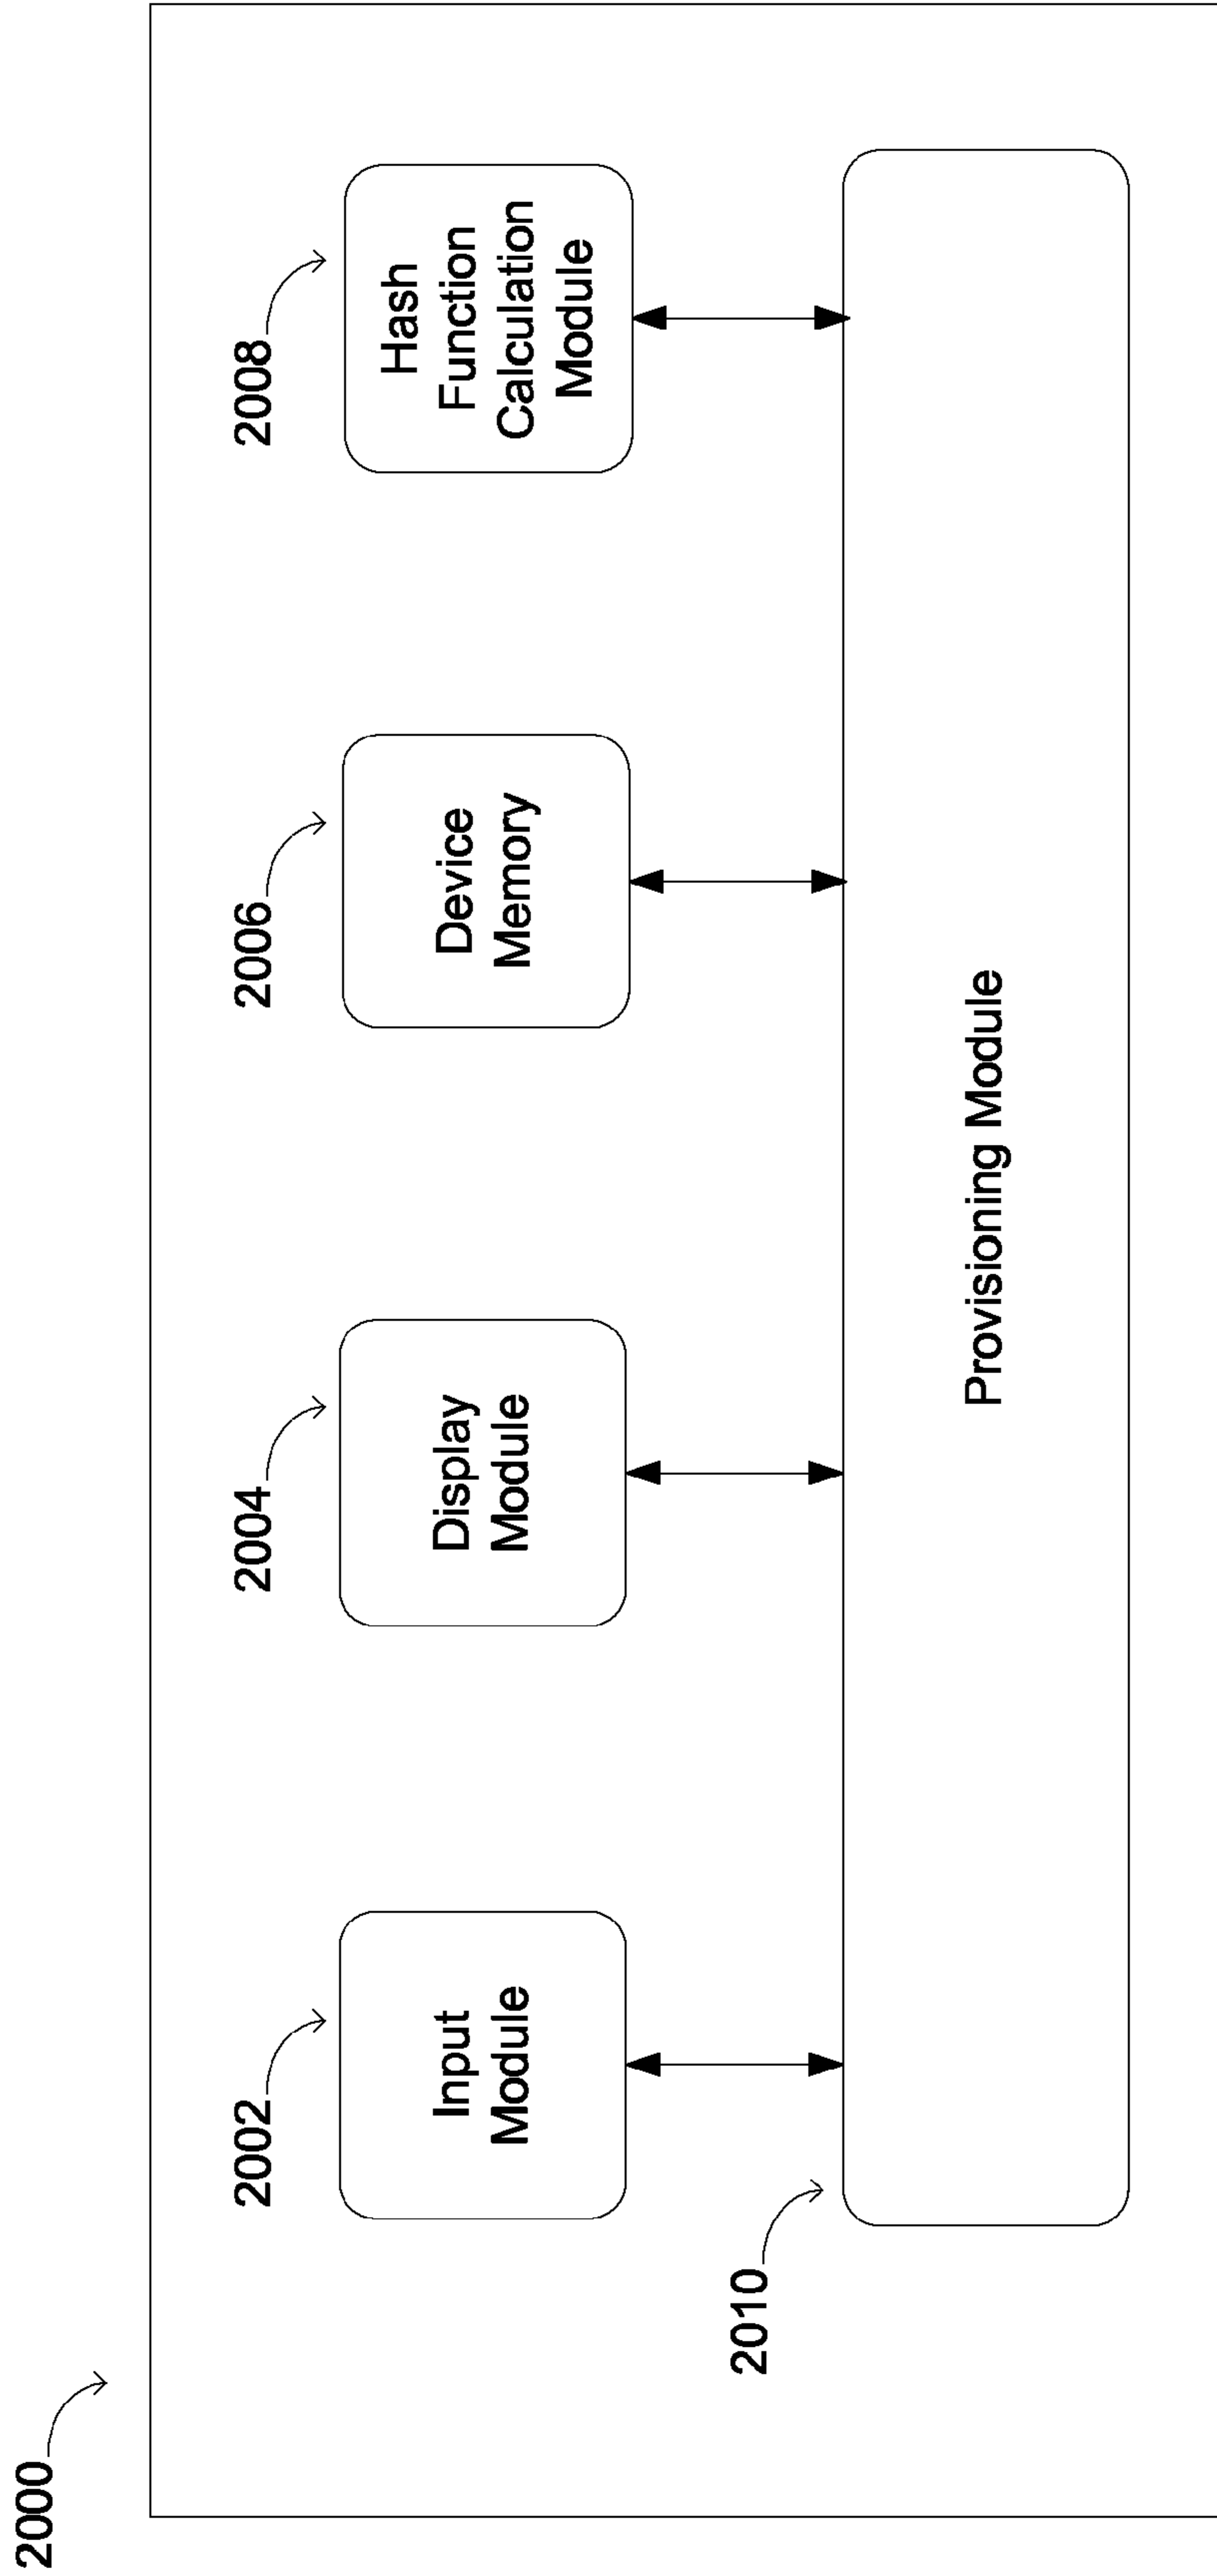 2000
2002
2004
2006
2008
Input
Module
Display
Module
Device
Memory
Hash
Function
Calculation
Module
2010
Provisioning Module